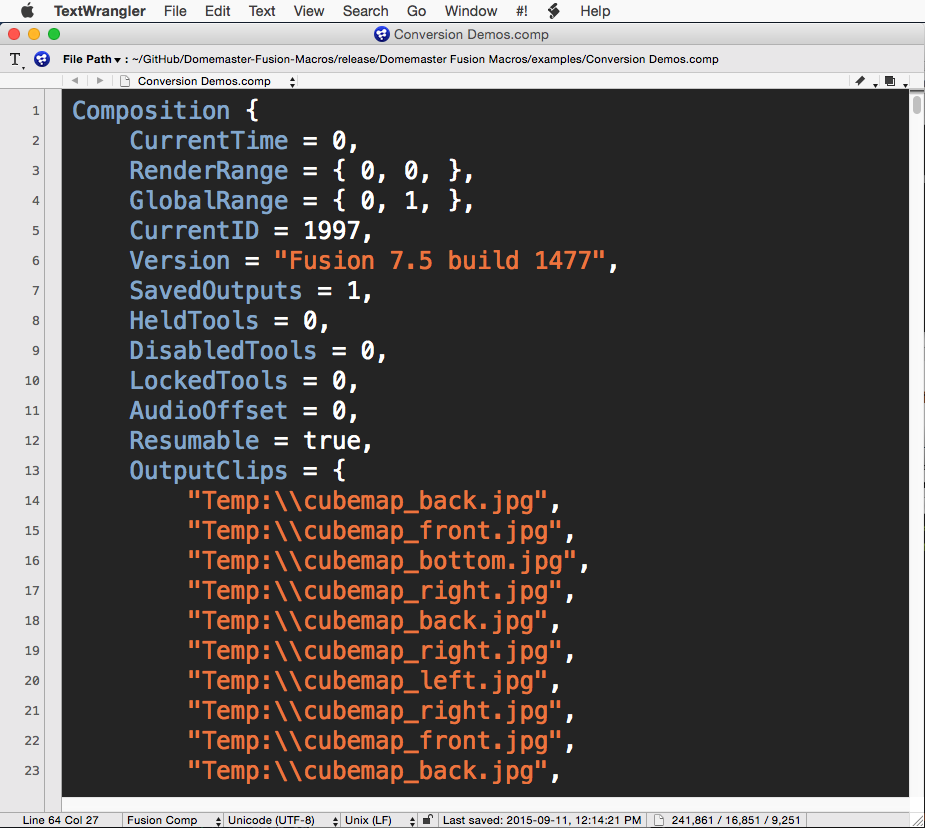 TextWrangler File Edit Text View Search Go Window #! Help
Conversion Demos.comp
T. File Path ▾ : ~/GitHub/Domemaster-Fusion-Macros/release/Domemaster Fusion Macros/examples/Conversion Demos.comp
Conversion Demos.comp
1 Composition {
2 CurrentTime = 0,
3 RenderRange = { 0, 0, },
4 GlobalRange = { 0, 1, },
5 CurrentID = 1997,
6 Version = "Fusion 7.5 build 1477",
7 SavedOutputs = 1,
8 HeldTools = 0,
9 DisabledTools = 0,
10 LockedTools = 0,
11 AudioOffset = 0,
12 Resumable = true,
13 OutputClips = {
14 "Temp:\\cubemap_back.jpg",
15 "Temp:\\cubemap_front.jpg",
16 "Temp:\\cubemap_bottom.jpg",
17 "Temp:\\cubemap_right.jpg",
18 "Temp:\\cubemap_back.jpg",
19 "Temp:\\cubemap_right.jpg",
20 "Temp:\\cubemap_left.jpg",
21 "Temp:\\cubemap_right.jpg",
22 "Temp:\\cubemap_front.jpg",
23 "Temp:\\cubemap_back.jpg",
Line 64 Col 27 Fusion Comp Unicode (UTF-8) Unix (LF) Last saved: 2015-09-11, 12:14:21 PM 241,861 / 16,851 / 9,251